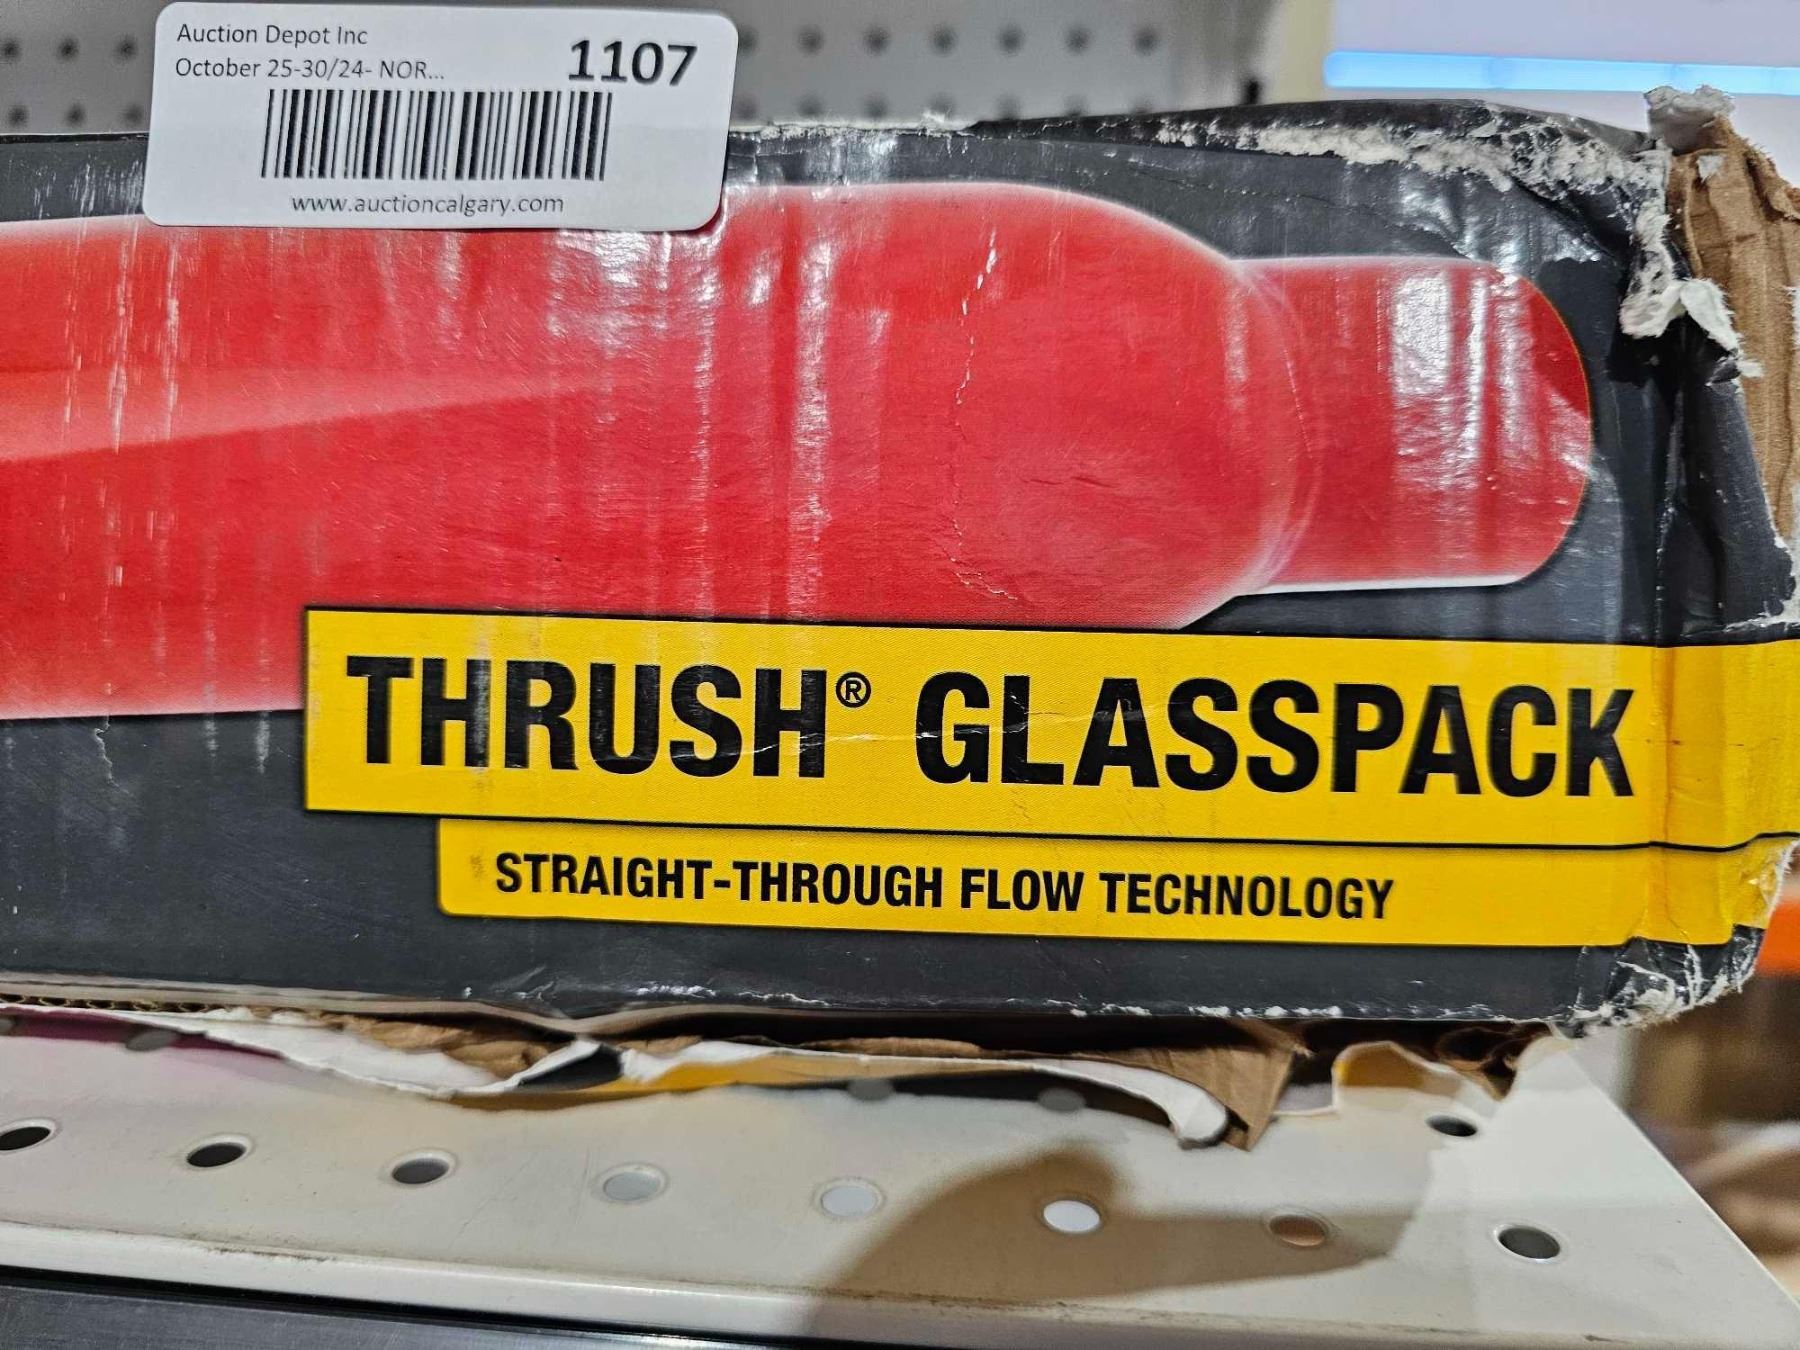 Auction Depot Inc
October 25-30/24- NOR...
1107
www.auctioncalgary.com
THRUSH® GLASSPACK
STRAIGHT-THROUGH FLOW TECHNOLOGY